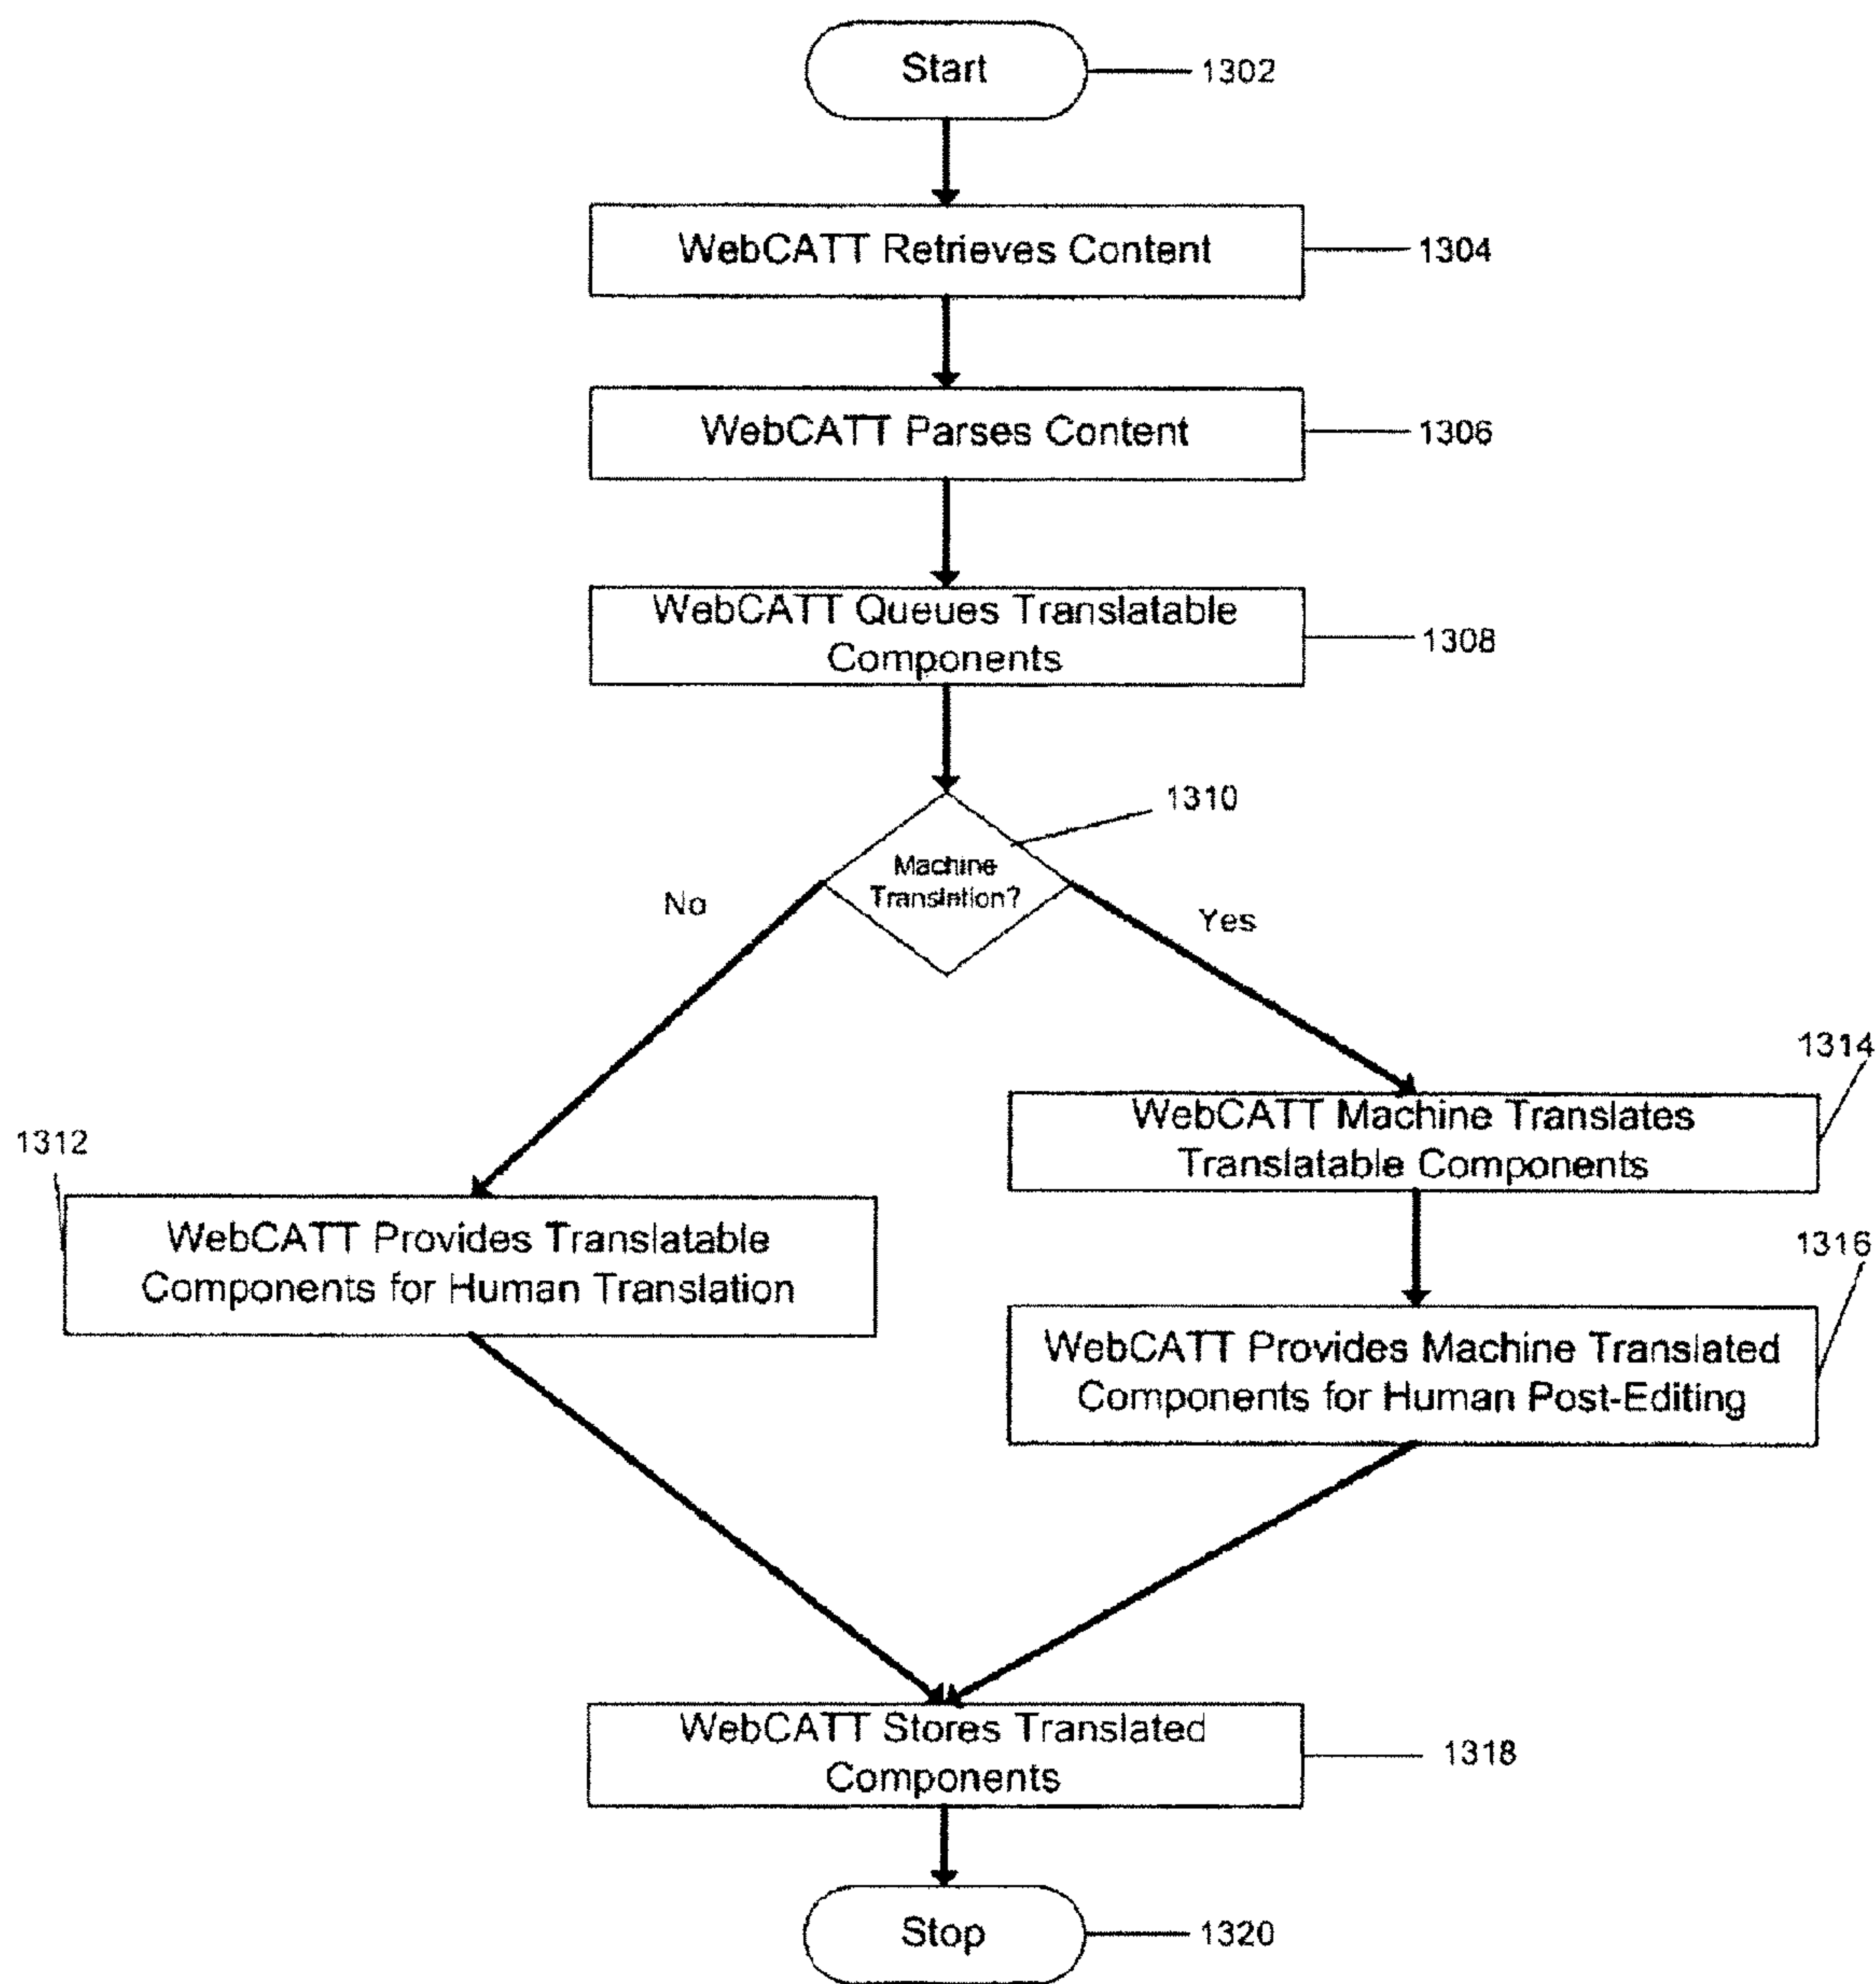 Start
1302
WebCATT Retrieves Content
1304
WebCATT Parses Content
1306
WebCATT Queues Translatable
Components
1308
1310
Machine
Translation?
No
Yes
1314
WebCATT Machine Translates
Translatable Components
1312
WebCATT Provides Translatable
Components for Human Translation
1316
WebCATT Provides Machine Translated
Components for Human Post-Editing
WebCATT Stores Translated
Components
1318
Stop
1320